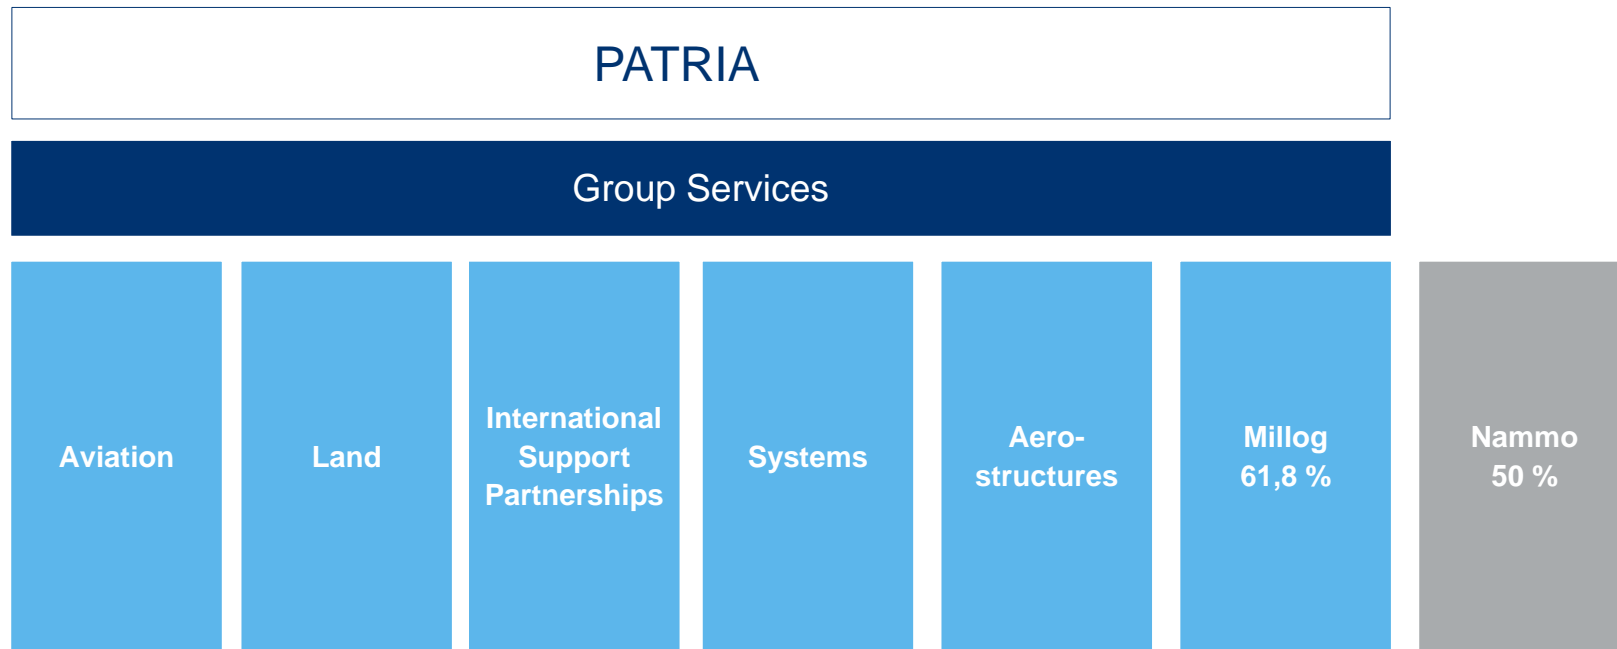 PATRIA
Group Services
Aviation
Land
International
Support
Partnerships
Systems
Aero-
structures
Millog
61,8 %
Nammo
50 %